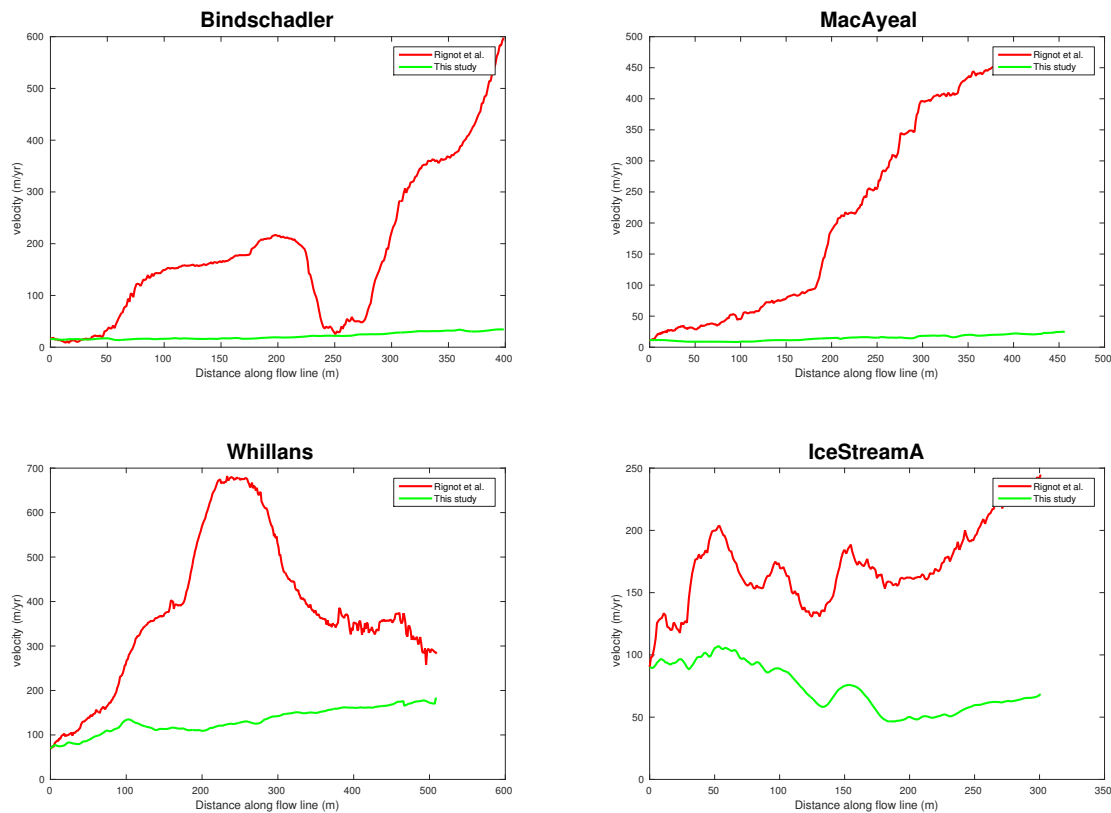 Bindschadler
600
500
400
300
200
100
0
velocity (m/yr)
0 50 100 150 200 250 300 350 400
Distance along flow line (m)
Rignot et al.
This study
MacAyeal
500
450
400
350
300
250
200
150
100
50
0
velocity (m/yr)
0 50 100 150 200 250 300 350 400 450 500
Distance along flow line (m)
Rignot et al.
This study
Whillans
700
600
500
400
300
200
100
0
velocity (m/yr)
0 100 200 300 400 500 600
Distance along flow line (m)
Rignot et al.
This study
IceStreamA
250
200
150
100
50
0
velocity (m/yr)
0 50 100 150 200 250 300 350
Distance along flow line (m)
Rignot et al.
This study